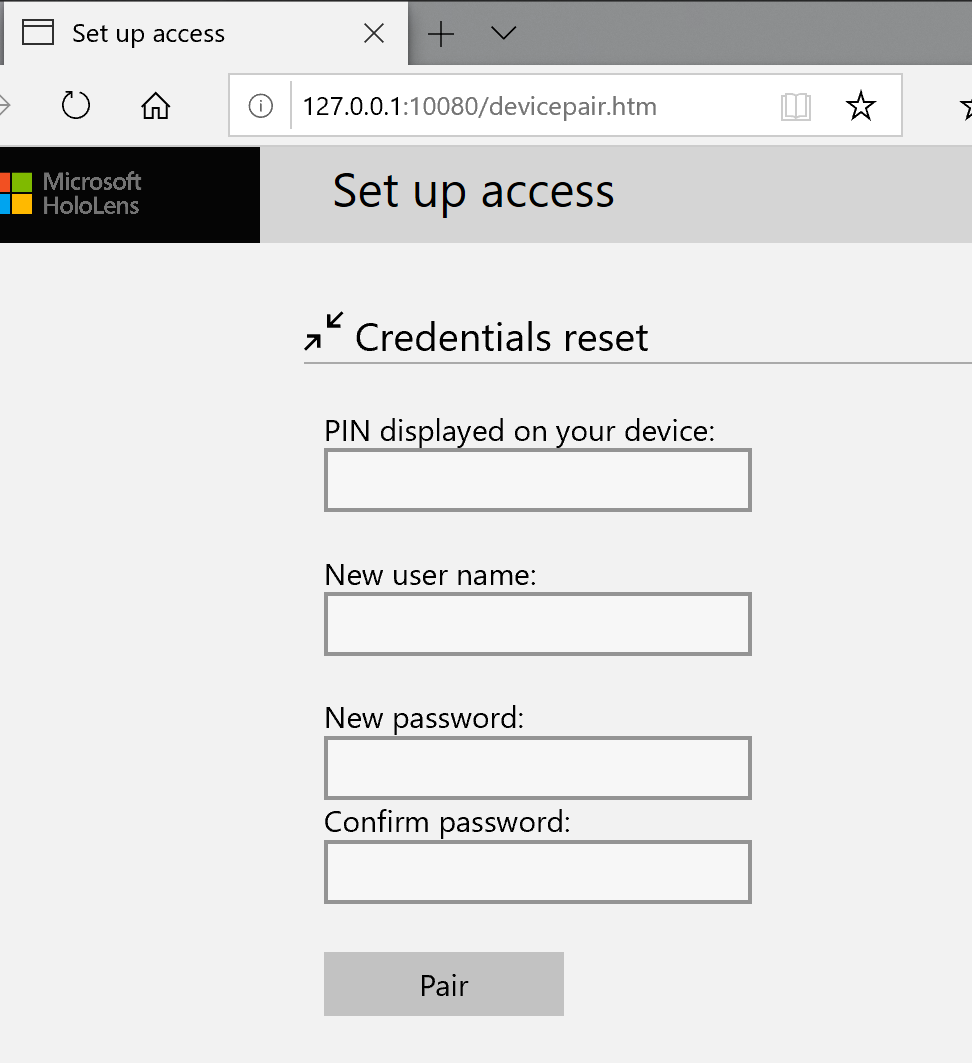 Set up access
127.0.0.1:10080/devicepair.htm
Microsoft
HoloLens
Set up access
Credentials reset
PIN displayed on your device:
New user name:
New password:
Confirm password:
Pair